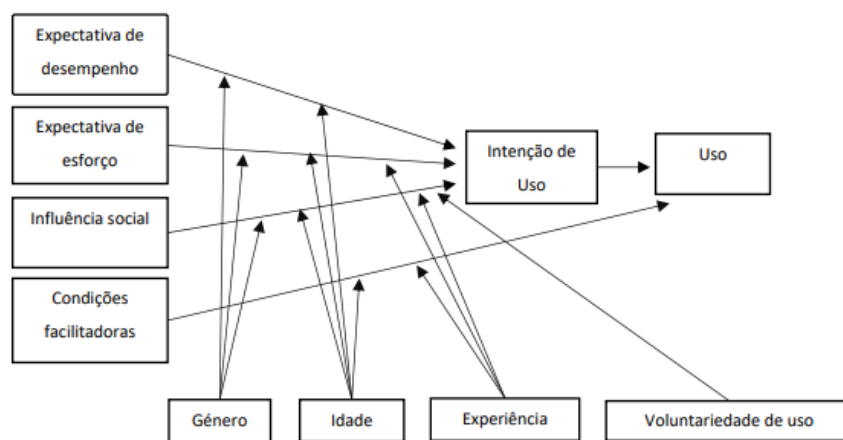 Expectativa de
desempenho
Expectativa de
esforço
Intenção de
Uso
Uso
Influência social
Condições
facilitadoras
Género
Idade
Experiência
Voluntariedade de uso